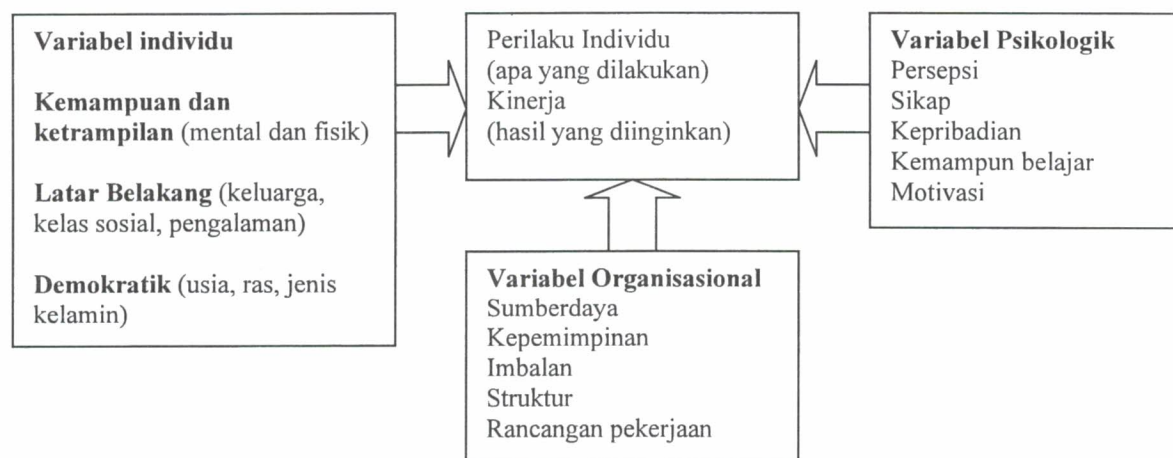 Variabel individu
Kemampuan dan
ketrampilan (mental dan fisik)
Latar Belakang (keluarga,
kelas sosial, pengalaman)
Demokratik (usia, ras, jenis
kelamin)
Perilaku Individu
(apa yang dilakukan)
Kinerja
(hasil yang diinginkan)
Variabel Psikologik
Persepsi
Sikap
Kepribadian
Kemampun belajar
Motivasi
Variabel Organisasional
Sumberdaya
Kepemimpinan
Imbalan
Struktur
Rancangan pekerjaan